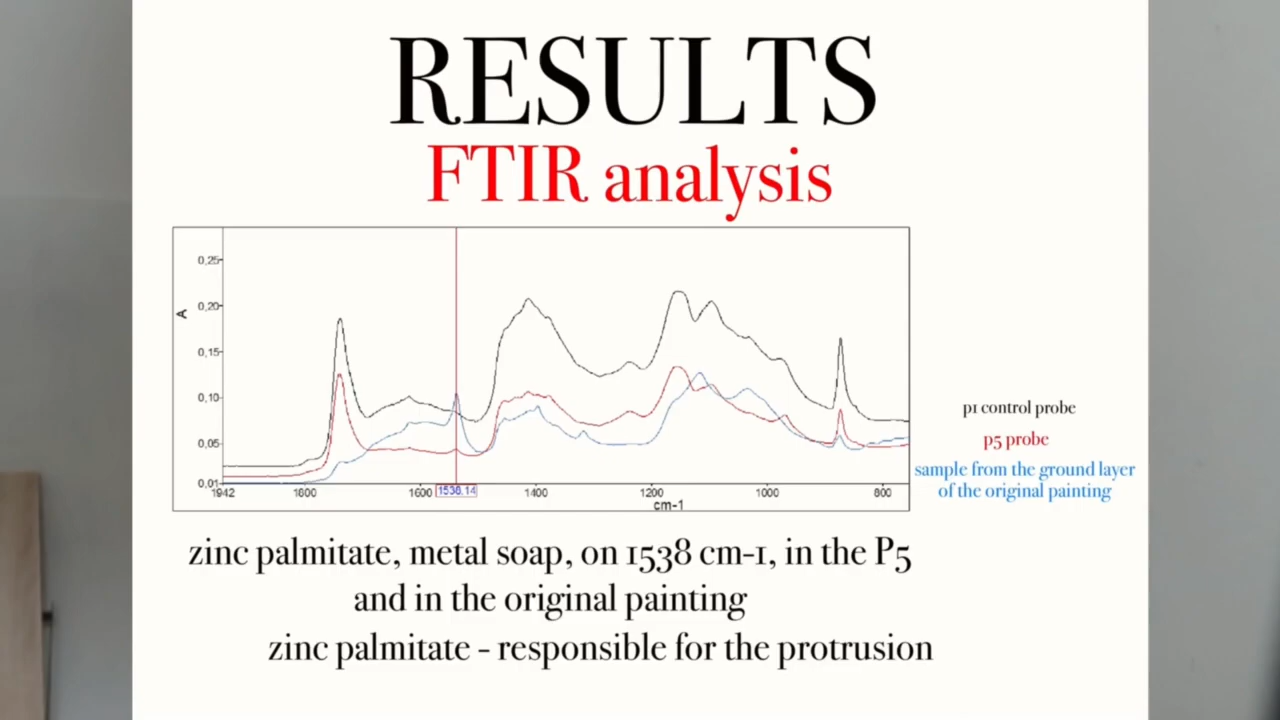 RESULTS
FTIR analysis
0,25
0,20
0,15
0,10
0,05
0,01
A
1942
1800
1600
1538,14
1400
1200
1000
800
cm-1
p1 control probe
p5 probe
sample from the ground layer
of the original painting
zinc palmitate, metal soap, on 1538 cm-1, in the P5
and in the original painting
zinc palmitate - responsible for the protrusion